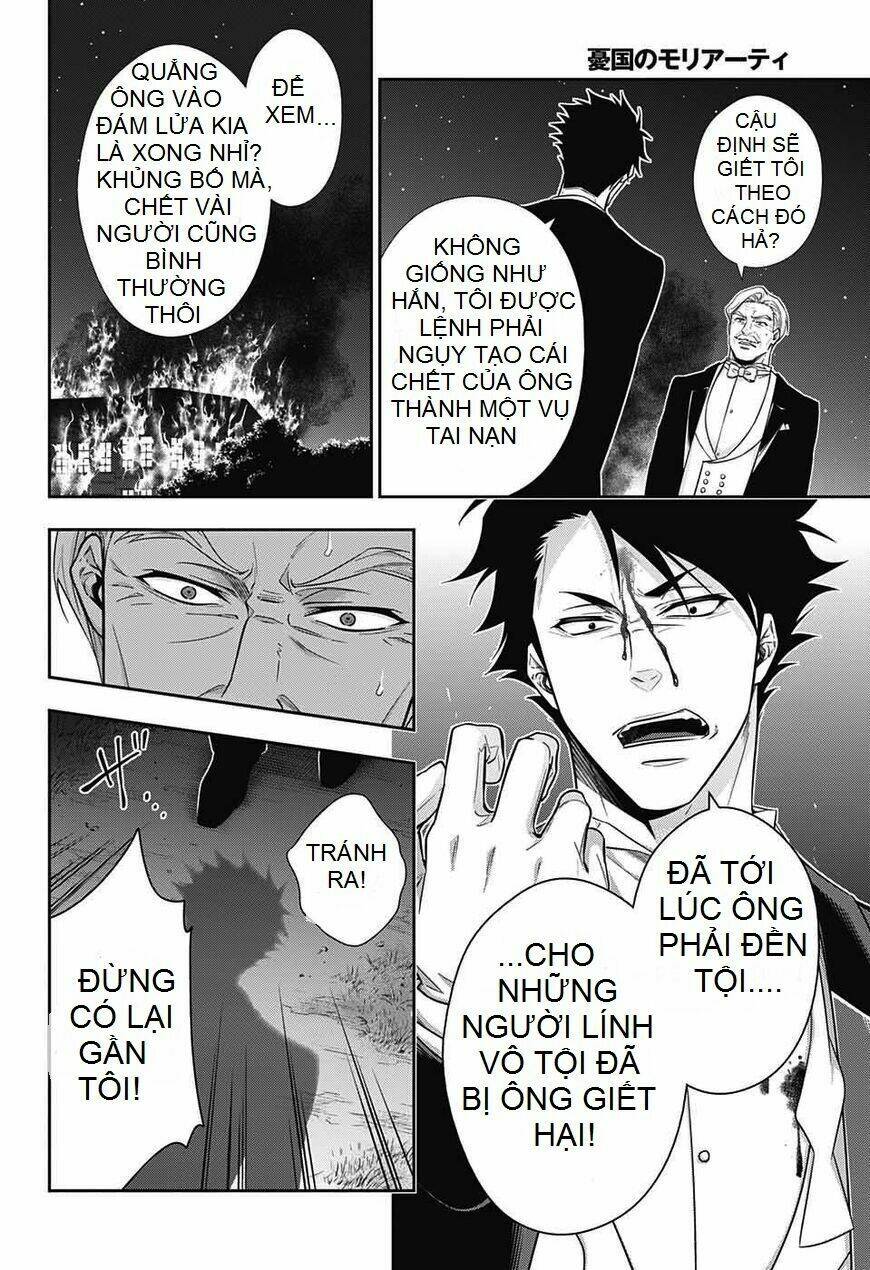 憂国のモリアーティ
CẬU
ĐỊNH SẼ
GIẾT TÔI
THEO
CÁCH ĐÓ
HẢ?
KHÔNG
GIỐNG NHƯ
HẮN, TÔI ĐƯỢC
LỆNH PHẢI
NGỤY TẠO CÁI
CHẾT CỦA ÔNG
THÀNH MỘT VỤ
TAI NẠN
ĐỂ
XEM...
QUẲNG
ÔNG VÀO
ĐÁM LỬA KIA
LÀ XONG NHỈ?
KHỦNG BỐ MÀ,
CHẾT VÀI
NGƯỜI CŨNG
BÌNH
THƯỜNG
THÔI
ĐÃ TỚI
LÚC ÔNG
PHẢI ĐỀN
TỘI....
...CHO
NHỮNG
NGƯỜI LÍNH
VÔ TỘI ĐÃ
BỊ ÔNG GIẾT
HẠI!
ザッ
TRÁNH
RA!
ĐỪNG
CÓ LẠI
GẦN
TÔI!